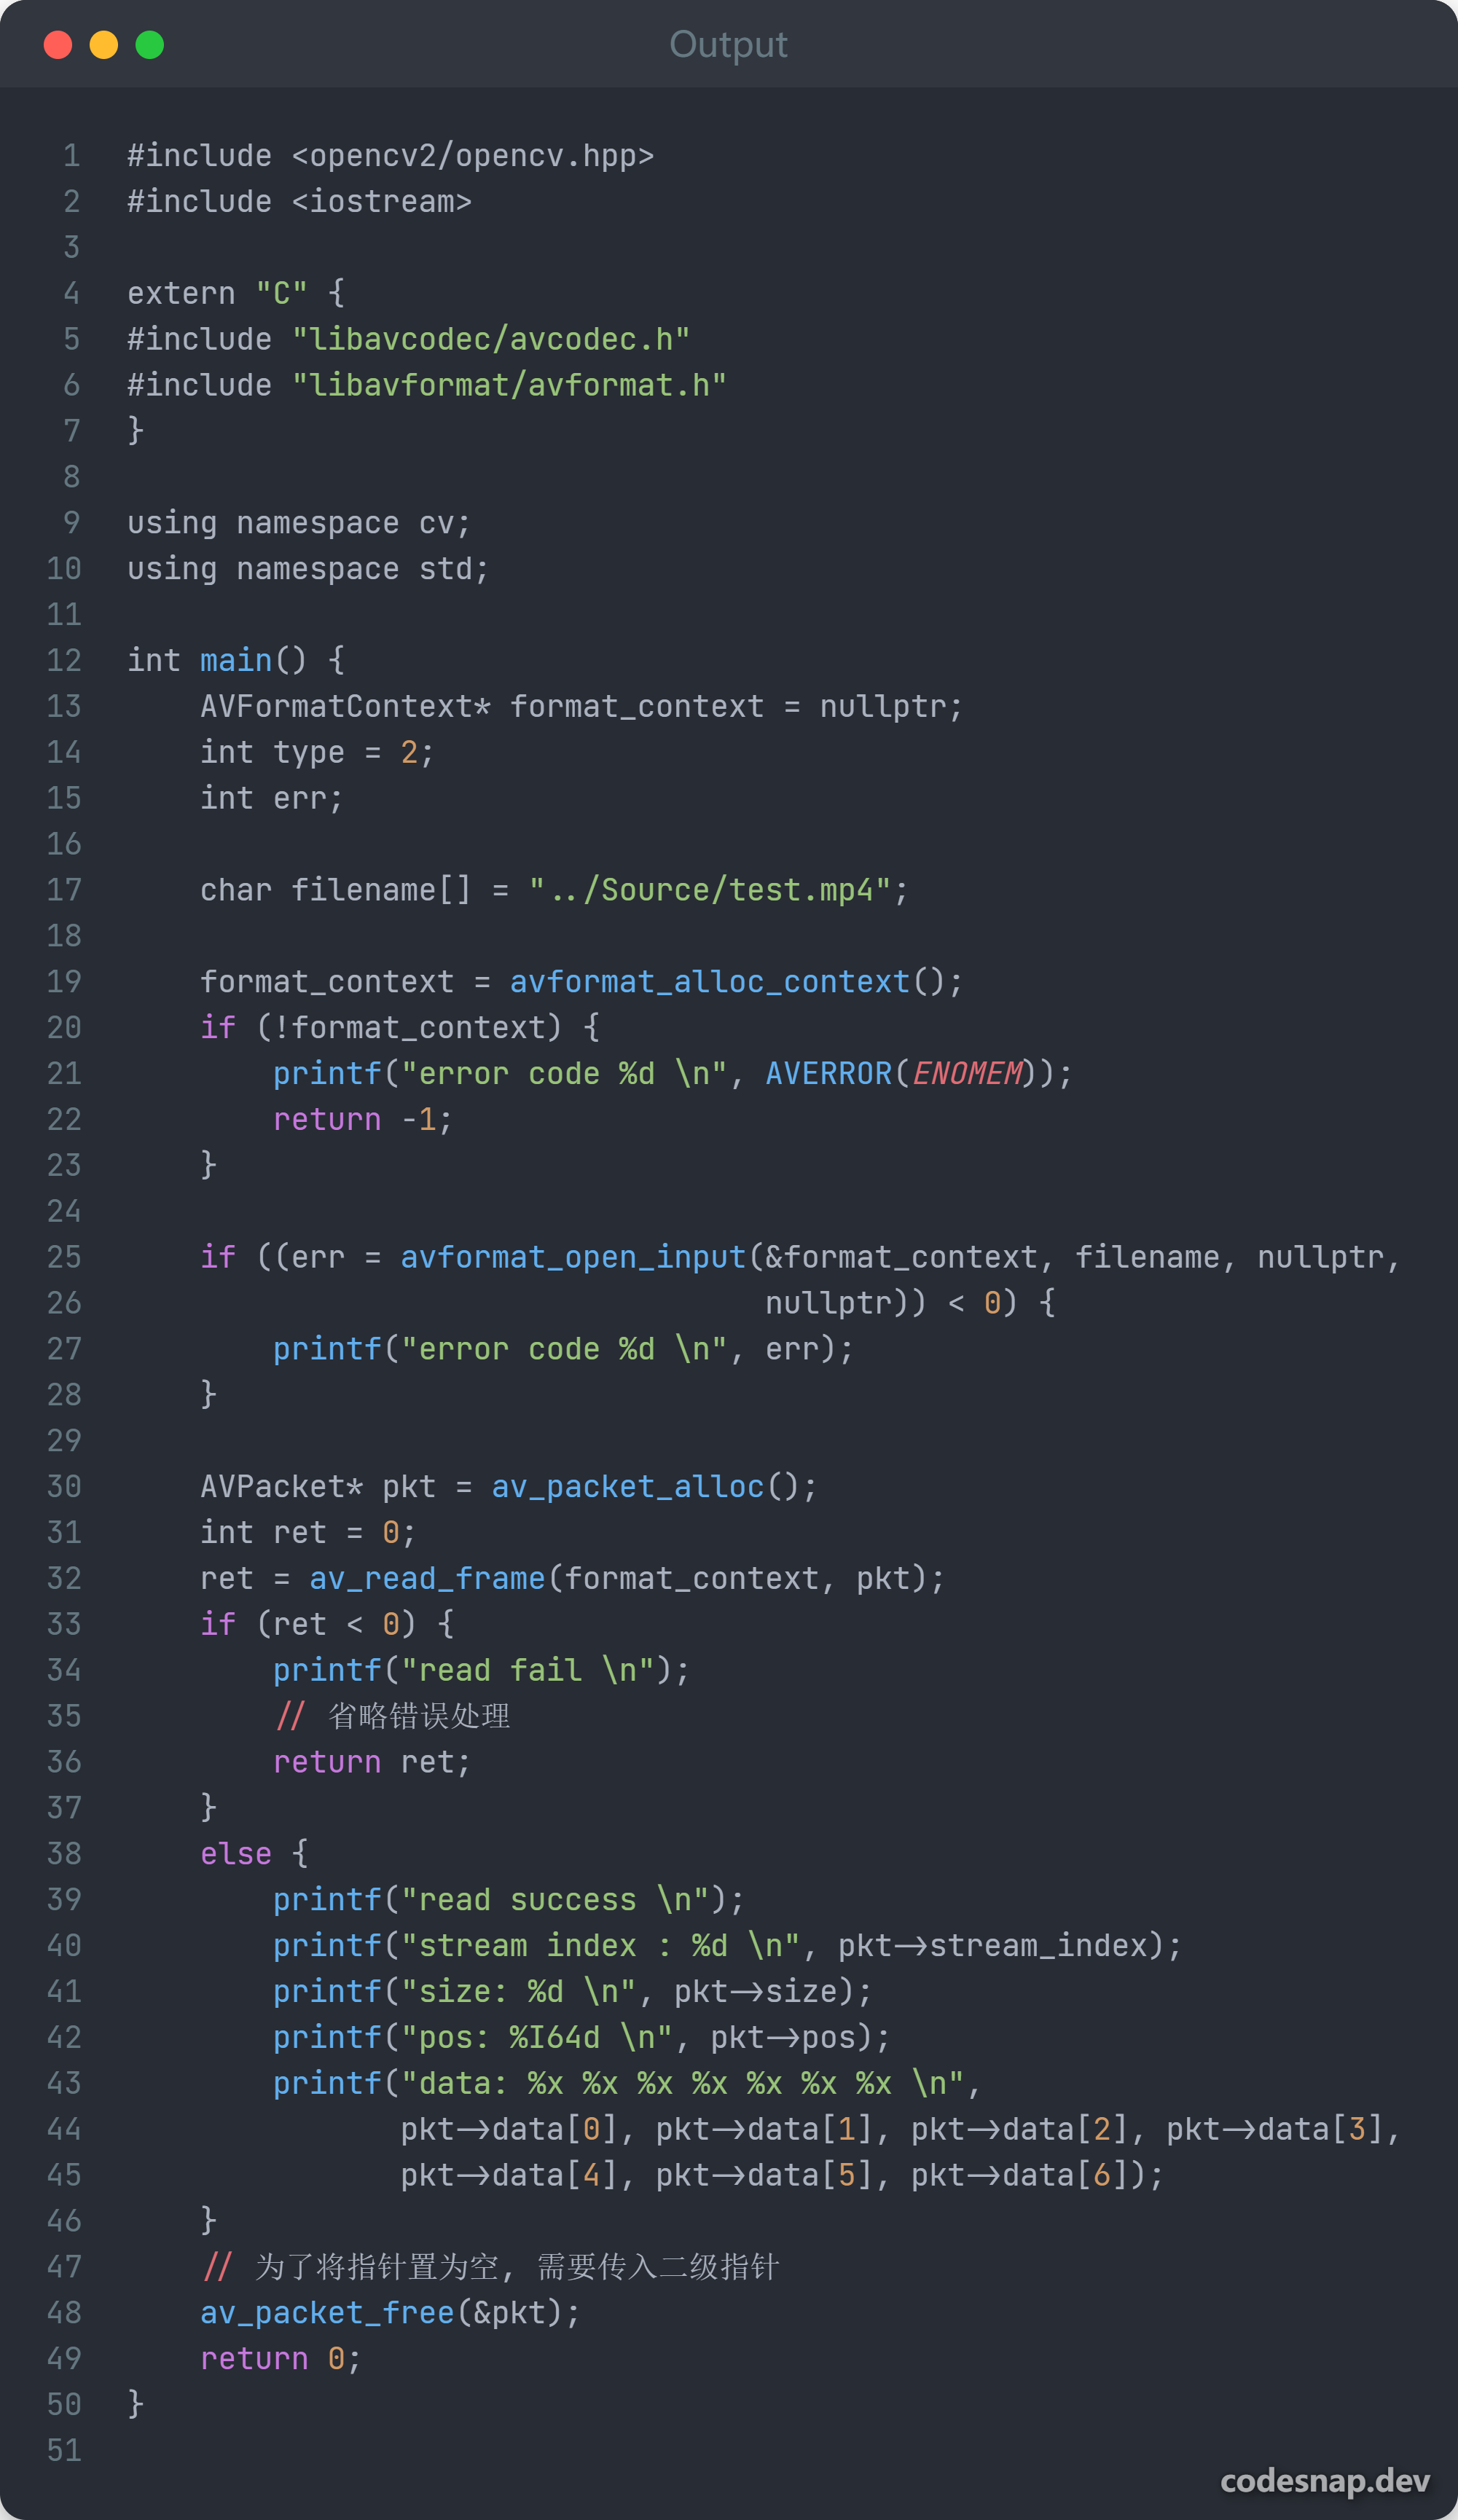 Output
1 #include <opencv2/opencv.hpp>
2 #include <iostream>
3
4 extern "C" {
5 #include "libavcodec/avcodec.h"
6 #include "libavformat/avformat.h"
7 }
8
9 using namespace cv;
10 using namespace std;
11
12 int main() {
13     AVFormatContext* format_context = nullptr;
14     int type = 2;
15     int err;
16
17     char filename[] = "../Source/test.mp4";
18
19     format_context = avformat_alloc_context();
20     if (!format_context) {
21         printf("error code %d \n", AVERROR(ENOMEM));
22         return -1;
23     }
24
25     if ((err = avformat_open_input(&format_context, filename, nullptr,
26                                    nullptr)) < 0) {
27         printf("error code %d \n", err);
28     }
29
30     AVPacket* pkt = av_packet_alloc();
31     int ret = 0;
32     ret = av_read_frame(format_context, pkt);
33     if (ret < 0) {
34         printf("read fail \n");
35         // 省略错误处理
36         return ret;
37     }
38     else {
39         printf("read success \n");
40         printf("stream index : %d \n", pkt->stream_index);
41         printf("size: %d \n", pkt->size);
42         printf("pos: %I64d \n", pkt->pos);
43         printf("data: %x %x %x %x %x %x %x \n",
44                pkt->data[0], pkt->data[1], pkt->data[2], pkt->data[3],
45                pkt->data[4], pkt->data[5], pkt->data[6]);
46     }
47     // 为了将指针置为空, 需要传入二级指针
48     av_packet_free(&pkt);
49     return 0;
50 }
51
codesnap.dev